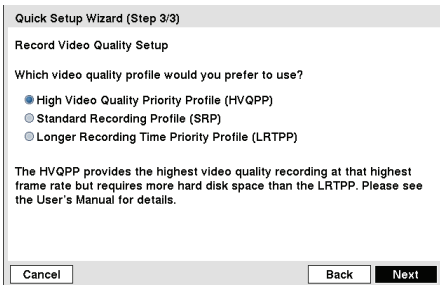 Quick Setup Wizard (Step 3/3)
Record Video Quality Setup
Which video quality profile would you prefer to use?
High Video Quality Priority Profile (HVQPP)
Standard Recording Profile (SRP)
Longer Recording Time Priority Profile (LRTPP)
The HVQPP provides the highest video quality recording at that highest
frame rate but requires more hard disk space than the LRTPP. Please see
the User's Manual for details.
Cancel Back Next